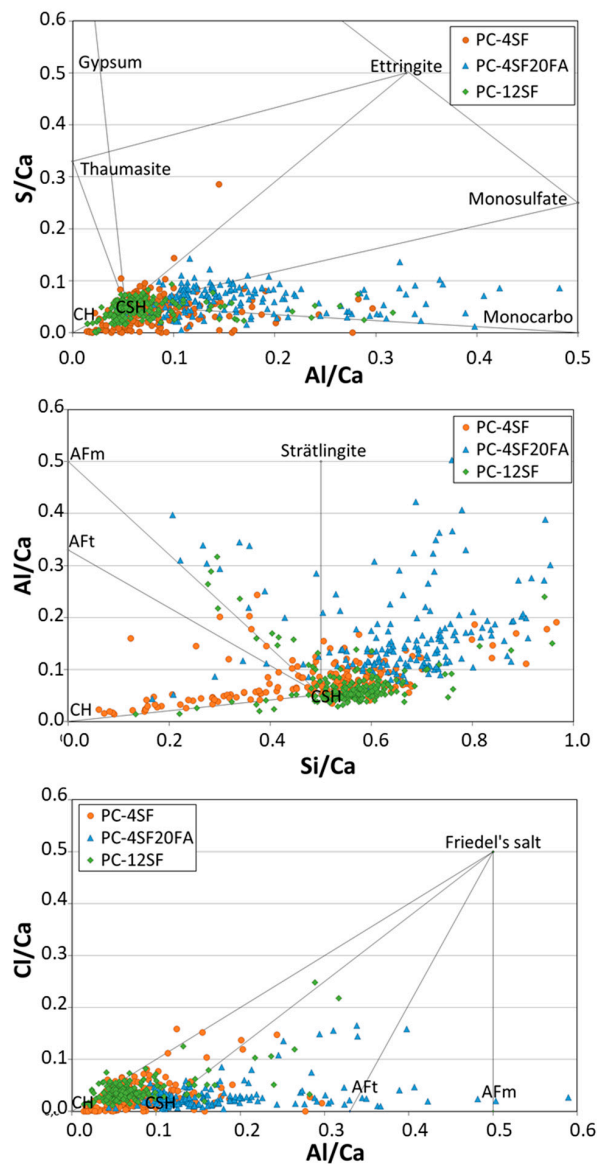 0.6
PC-4SF
PC-4SF20FA
PC-12SF
Gypsum
Ettringite
0.5
0.4
Thaumasite
0.3
S/Ca
Monosulfate
0.2
0.1
CSH
CH
Monocarbo
0.0
0.0 0.1 0.2 0.3 0.4 0.5
Al/Ca
0.6
PC-4SF
PC-4SF20FA
PC-12SF
AFm
Strätlingite
0.5
0.4
AFt
0.3
Al/Ca
0.2
0.1
CSH
CH
0.0
0.0 0.2 0.4 0.6 0.8 1.0
Si/Ca
0.6
PC-4SF
PC-4SF20FA
PC-12SF
Friedel's salt
0.5
0.4
0.3
Cl/Ca
0.2
0.1
AFt
AFm
CH
CSH
0.0
0.0 0.1 0.2 0.3 0.4 0.5 0.6
Al/Ca